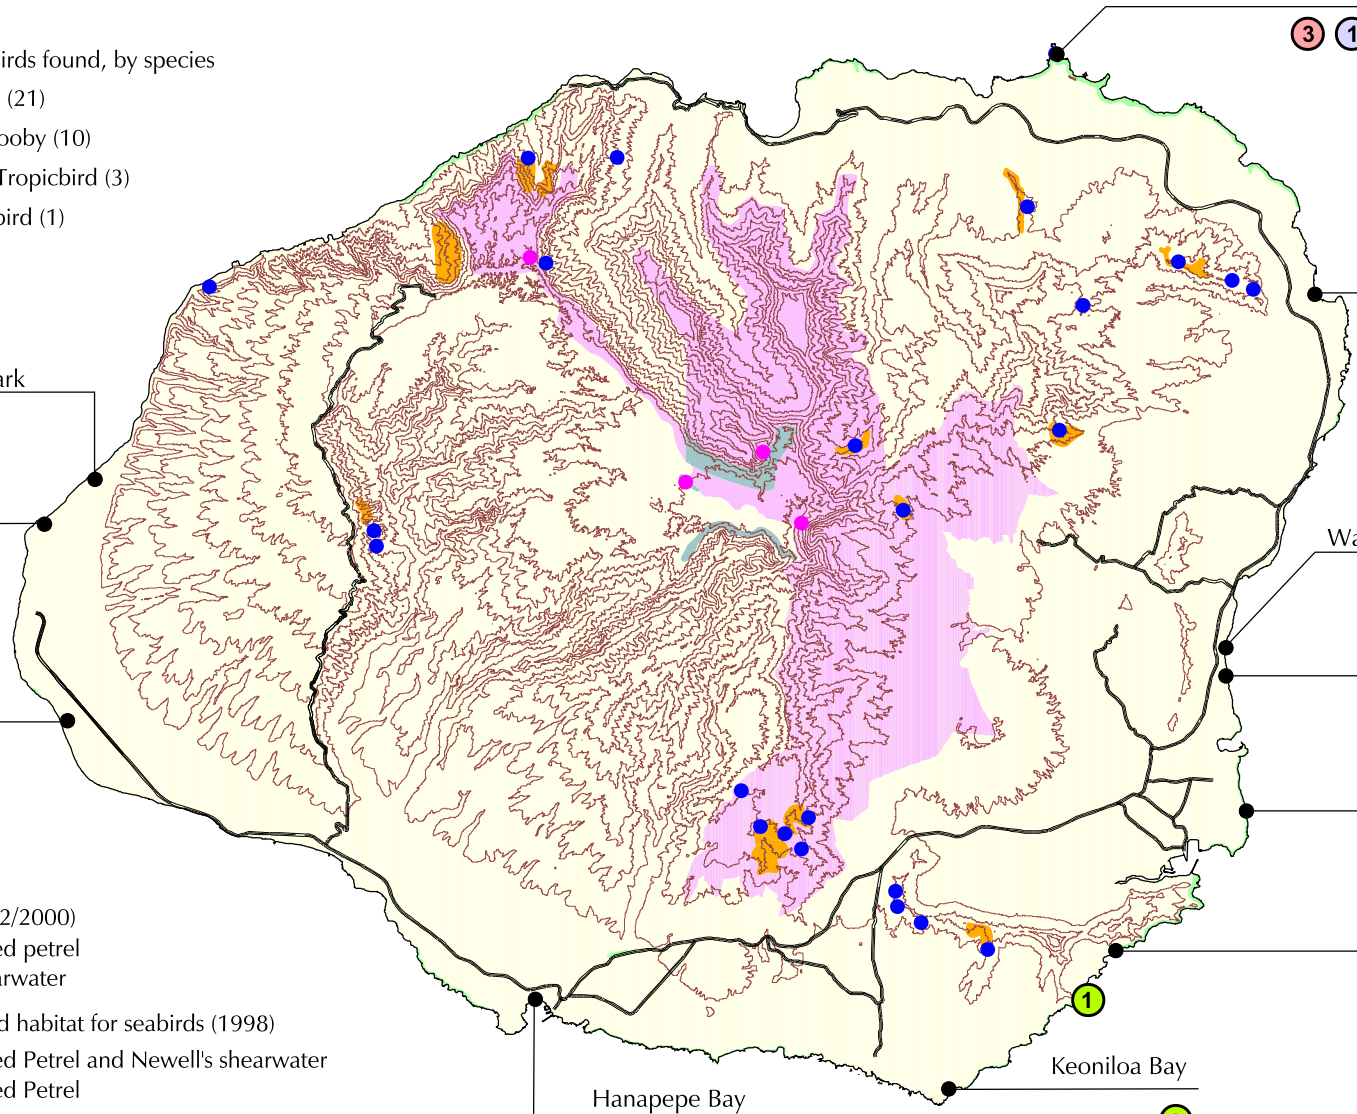 irds found, by species
(21)
ooby (10)
Tropicbird (3)
bird (1)
3 1
ark
Wa
2/2000)
ed petrel
arwater
d habitat for seabirds (1998)
ed Petrel and Newell's shearwater
ed Petrel
1
Keoniloa Bay
Hanapepe Bay